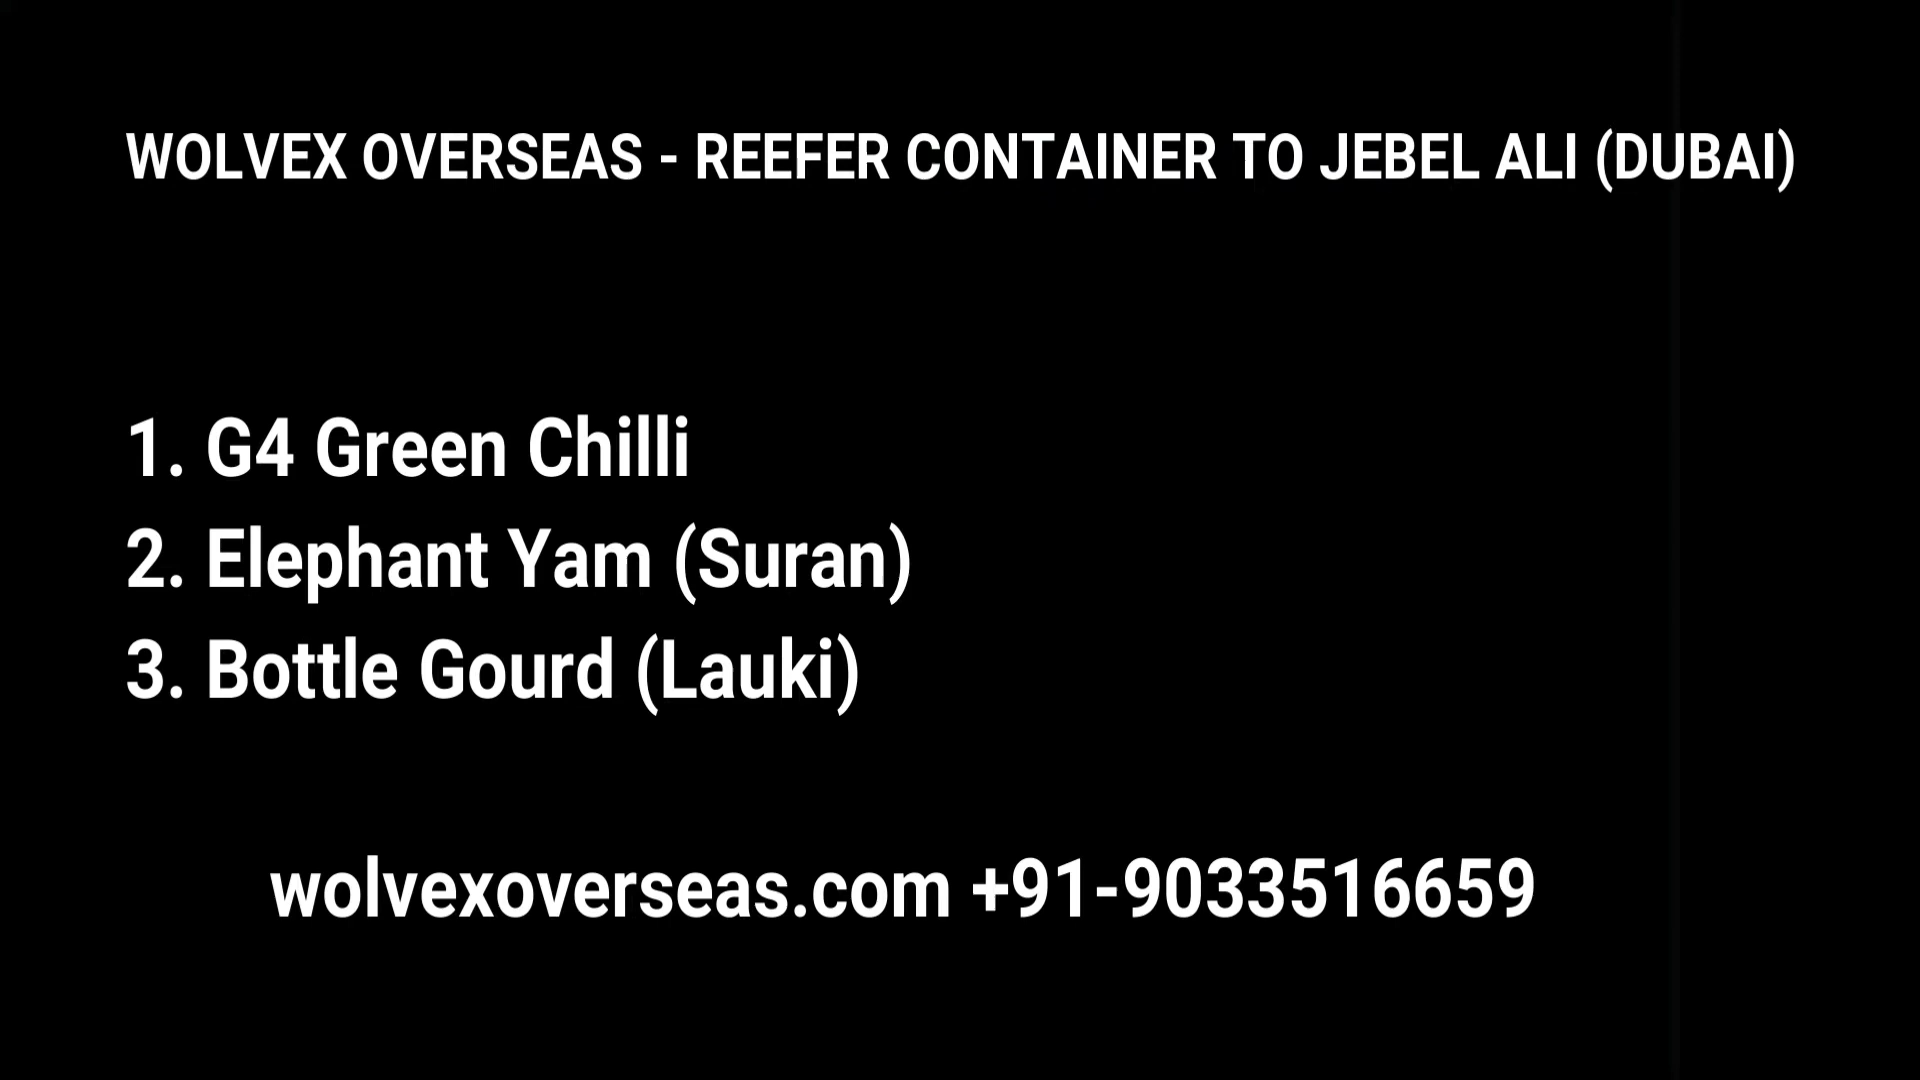 WOLVEX OVERSEAS - REEFER CONTAINER TO JEBEL ALI (DUBAI)
1. G4 Green Chilli
2. Elephant Yam (Suran)
3. Bottle Gourd (Lauki)
wolvexoverseas.com +91-9033516659